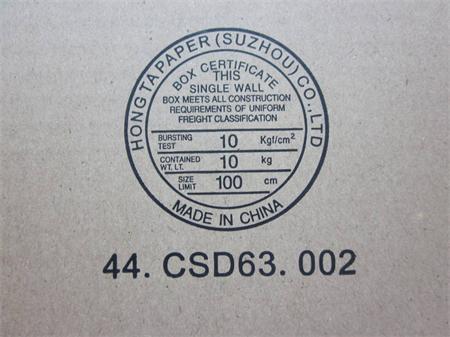 HONG TA PAPER (SUZHOU) CO., LTD
BOX CERTIFICATE
THIS
SINGLE WALL
BOX MEETS ALL CONSTRUCTION
REQUIREMENTS OF UNIFORM
FREIGHT CLASSIFICATION
BURSTING TEST 10 Kgf/cm²
CONTAINED WT. LT. 10 kg
SIZE LIMIT 100 cm
MADE IN CHINA
44. CSD63. 002